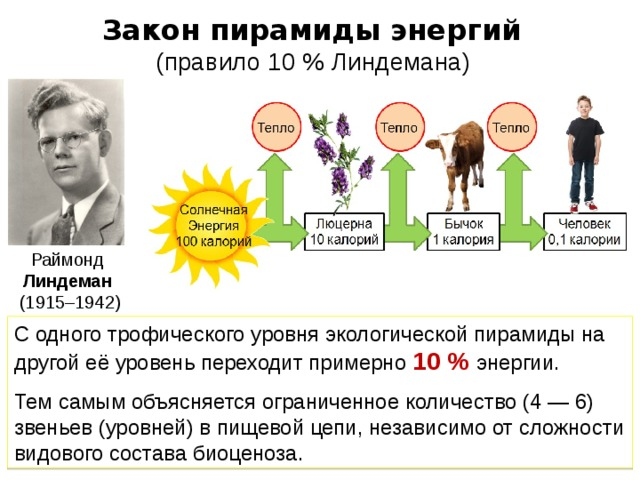 Закон пирамиды энергий
(правило 10 % Линдемана)
Тепло
Тепло
Тепло
Солнечная
Энергия
100 калорий
Люцерна
10 калорий
Бычок
1 калория
Человек
0,1 калории
Раймонд
Линдеман
(1915–1942)
С одного трофического уровня экологической пирамиды на
другой её уровень переходит примерно 10 % энергии.
Тем самым объясняется ограниченное количество (4 — 6)
звеньев (уровней) в пищевой цепи, независимо от сложности
видового состава биоценоза.